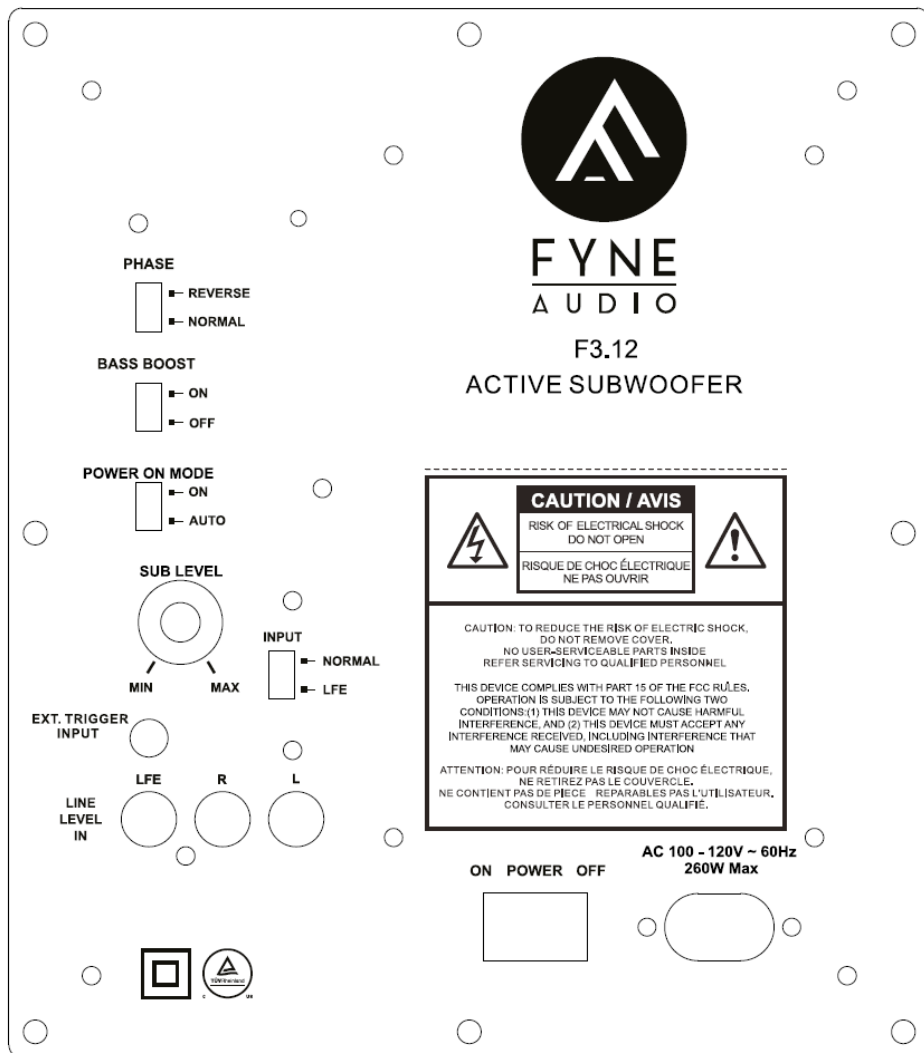 FYNE
AUDIO
F3.12
ACTIVE SUBWOOFER
PHASE
REVERSE
NORMAL
BASS BOOST
ON
OFF
POWER ON MODE
ON
AUTO
SUB LEVEL
MIN
MAX
INPUT
NORMAL
LFE
EXT. TRIGGER
INPUT
LFE R L
LINE
LEVEL
IN
CAUTION / AVIS
RISK OF ELECTRICAL SHOCK
DO NOT OPEN
RISQUE DE CHOC ÉLECTRIQUE
NE PAS OUVRIR
CAUTION: TO REDUCE THE RISK OF ELECTRIC SHOCK,
DO NOT REMOVE COVER.
NO USER-SERVICEABLE PARTS INSIDE
REFER SERVICING TO QUALIFIED PERSONNEL
THIS DEVICE COMPLIES WITH PART 15 OF THE FCC RULES.
OPERATION IS SUBJECT TO THE FOLLOWING TWO
CONDITIONS:(1) THIS DEVICE MAY NOT CAUSE HARMFUL
INTERFERENCE, AND (2) THIS DEVICE MUST ACCEPT ANY
INTERFERENCE RECEIVED, INCLUDING INTERFERENCE THAT
MAY CAUSE UNDESIRED OPERATION
ATTENTION: POUR RÉDUIRE LE RISQUE DE CHOC ÉLECTRIQUE,
NE RETIREZ PAS LE COUVERCLE.
NE CONTIENT PAS DE PIECE REPARABLES PAS L'UTILISATEUR.
CONSULTER LE PERSONNEL QUALIFIÉ.
ON POWER OFF
AC 100 - 120V ~ 60Hz
260W Max
TÜVRheinland
C US